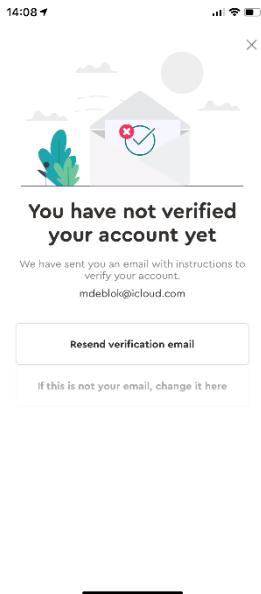 14:08
You have not verified
your account yet
We have sent you an email with instructions to
verify your account.
mdeblok@icloud.com
Resend verification email
If this is not your email, change it here